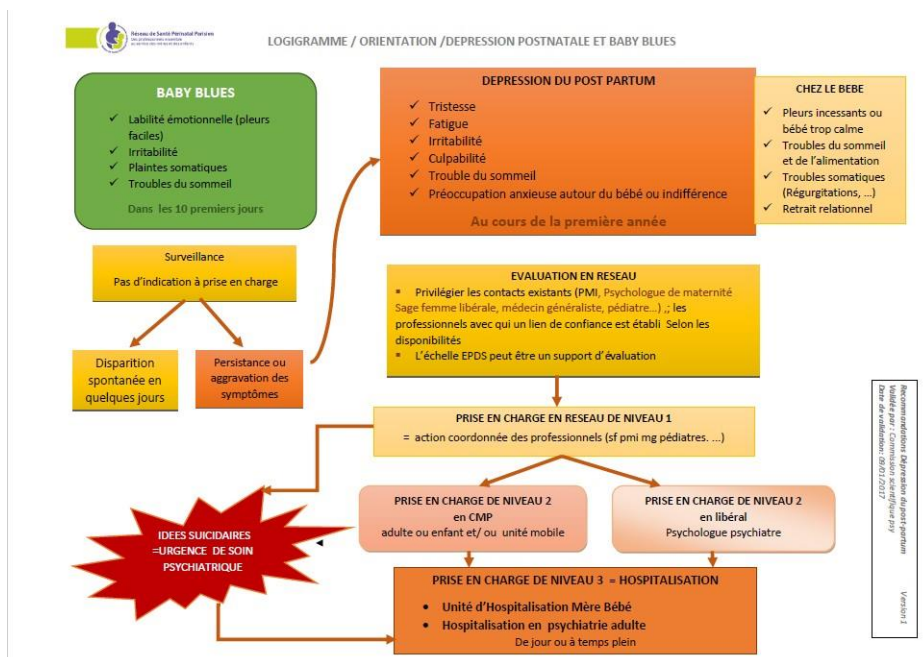 Réseau de Santé Périnatal Parisien
LOGIGRAMME / ORIENTATION /DEPRESSION POSTNATALE ET BABY BLUES
BABY BLUES
✓ Labilité émotionnelle (pleurs
faciles)
✓ Irritabilité
✓ Plaintes somatiques
✓ Troubles du sommeil
Dans les 10 premiers jours
DEPRESSION DU POST PARTUM
✓ Tristesse
✓ Fatigue
✓ Irritabilité
✓ Culpabilité
✓ Trouble du sommeil
✓ Préoccupation anxieuse autour du bébé ou indifférence
Au cours de la première année
CHEZ LE BEBE
✓ Pleurs incessants ou
bébé trop calme
✓ Troubles du sommeil
et de l'alimentation
✓ Troubles somatiques
(Régurgitations, ...)
✓ Retrait relationnel
Surveillance
Pas d'indication à prise en charge
Disparition
spontanée en
quelques jours
Persistance ou
aggravation des
symptômes
EVALUATION EN RESEAU
▪ Privilégier les contacts existants (PMI, Psychologue de maternité
Sage femme libérale, médecin généraliste, pédiatre...) ,; les
professionnels avec qui un lien de confiance est établi Selon les
disponibilités
▪ L'échelle EPDS peut être un support d'évaluation
PRISE EN CHARGE EN RESEAU DE NIVEAU 1
= action coordonnée des professionnels (sf pmi mg pédiatres. ...)
PRISE EN CHARGE DE NIVEAU 2
en CMP
adulte ou enfant et/ ou unité mobile
PRISE EN CHARGE DE NIVEAU 2
en libéral
Psychologue psychiatre
IDEES SUICIDAIRES
=URGENCE DE SOIN
PSYCHIATRIQUE
PRISE EN CHARGE DE NIVEAU 3 = HOSPITALISATION
• Unité d'Hospitalisation Mère Bébé
• Hospitalisation en psychiatrie adulte
De jour ou à temps plein
Recommandations Dépression du post-partum Version 1
Validée par : Commission scientifique psy
Date de validation: 09/01/2017